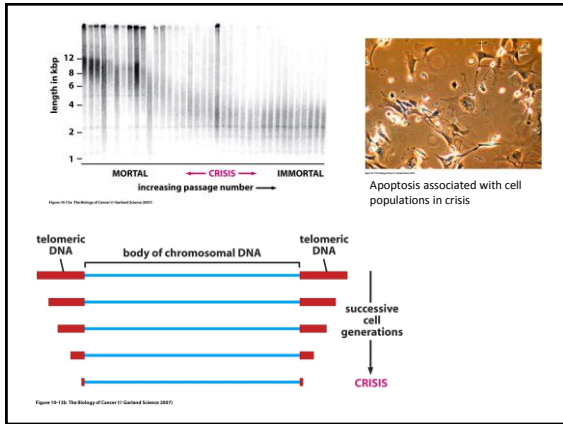 length in kbp
12
8
6
4
2
1
MORTAL
CRISIS
IMMORTAL
increasing passage number
Figure 10-13a The Biology of Cancer (© Garland Science 2007)
Apoptosis associated with cell
populations in crisis
telomeric
DNA
body of chromosomal DNA
telomeric
DNA
successive
cell
generations
CRISIS
Figure 10-13b The Biology of Cancer (© Garland Science 2007)